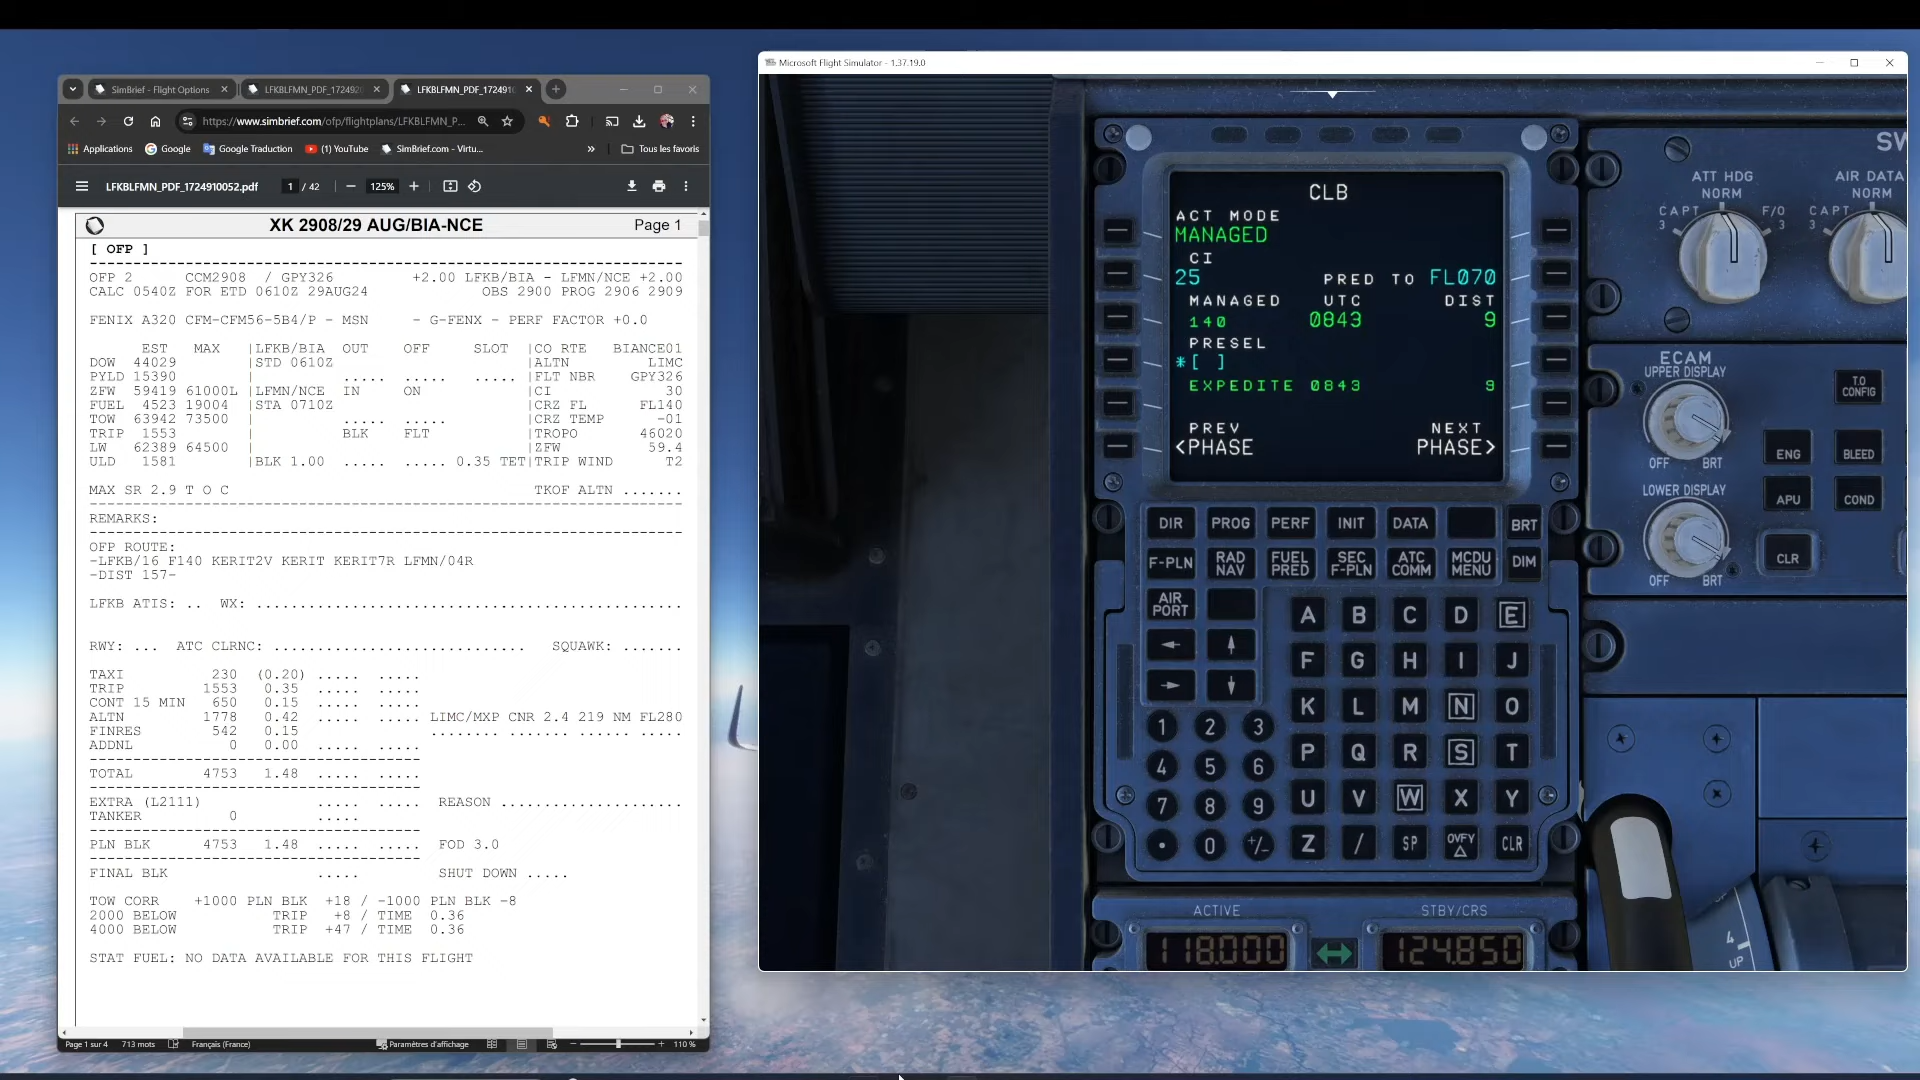 SimBrief - Flight Options
LFKBLFMN_PDF_172492
LFKBLFMN_PDF_172491
https://www.simbrief.com/ofp/flightplans/LFKBLFMN_P...
Applications
Google
Google Traduction
(1) YouTube
SimBrief.com - Virtu...
Tous les favoris
LFKBLFMN_PDF_1724910052.pdf
1 / 42
125%
XK 2908/29 AUG/BIA-NCE Page 1
[ OFP ]
OFP 2 CCM2908 / GPY326 +2.00 LFKB/BIA - LFMN/NCE +2.00
CALC 0540Z FOR ETD 0610Z 29AUG24 OBS 2900 PROG 2906 2909
FENIX A320 CFM-CFM56-5B4/P - MSN - G-FENX - PERF FACTOR +0.0
EST MAX |LFKB/BIA OUT OFF SLOT |CO RTE BIANCE01
DOW 44029 |STD 0610Z |ALTN LIMC
PYLD 15390 | ..... ..... ..... |FLT NBR GPY326
ZFW 59419 61000L |LFMN/NCE IN ON |CI 30
FUEL 4523 19004 |STA 0710Z |CRZ FL FL140
TOW 63942 73500 | ..... ..... |CRZ TEMP -01
TRIP 1553 | BLK FLT |TROPO 46020
LW 62389 64500 | |ZFW 59.4
ULD 1581 |BLK 1.00 ..... ..... 0.35 TET|TRIP WIND T2
MAX SR 2.9 T O C TKOF ALTN .......
REMARKS:
OFP ROUTE:
-LFKB/16 F140 KERIT2V KERIT KERIT7R LFMN/04R
-DIST 157-
LFKB ATIS: .. WX: ..................................................
RWY: ... ATC CLRNC: ............................. SQUAWK: .......
TAXI 230 (0.20) ..... .....
TRIP 1553 0.35 ..... .....
CONT 15 MIN 650 0.15 ..... .....
ALTN 1778 0.42 ..... ..... LIMC/MXP CNR 2.4 219 NM FL280
FINRES 542 0.15 ..... ..... ........ ....... ...... .....
ADDNL 0 0.00 ..... .....
TOTAL 4753 1.48 ..... .....
EXTRA (L2111) ..... ..... REASON .....................
TANKER 0 .....
PLN BLK 4753 1.48 ..... ..... FOD 3.0
FINAL BLK ..... SHUT DOWN .....
TOW CORR +1000 PLN BLK +18 / -1000 PLN BLK -8
2000 BELOW TRIP +8 / TIME 0.36
4000 BELOW TRIP +47 / TIME 0.36
STAT FUEL: NO DATA AVAILABLE FOR THIS FLIGHT
Page 1 sur 4
713 mots
Français (France)
Paramètres d'affichage
110 %
Microsoft Flight Simulator - 1.37.19.0
CLB
ACT MODE
MANAGED
CI
25 PRED TO FL070
MANAGED UTC DIST
140 0843 9
PRESEL
*[ ]
EXPEDITE 0843 9
PREV NEXT
<PHASE PHASE>
DIR PROG PERF INIT DATA BRT
F-PLN RAD NAV FUEL PRED SEC F-PLN ATC COMM MCDU MENU DIM
AIR PORT
← ↑
→ ↓
A B C D E
F G H I J
K L M N O
P Q R S T
U V W X Y
Z / SP OVFY △ CLR
1 2 3
4 5 6
7 8 9
. 0 +/-
ACTIVE STBY/CRS
118.000 124.850
SW
ATT HDG AIR DATA
NORM NORM
CAPT 3 F/O 3 CAPT 3
ECAM
UPPER DISPLAY
OFF BRT
LOWER DISPLAY
OFF BRT
T.O CONFIG
ENG BLEED
APU COND
CLR
4
UP